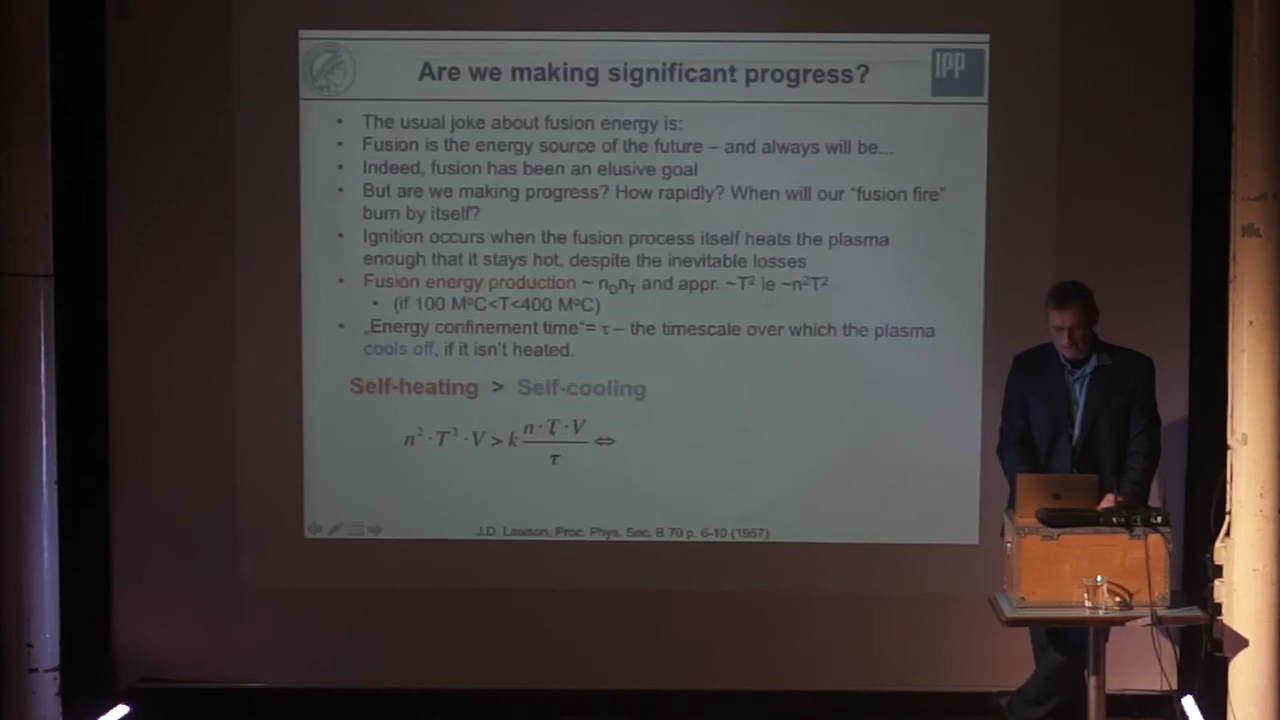 Are we making significant progress?
IPP
• The usual joke about fusion energy is:
• Fusion is the energy source of the future – and always will be....
• Indeed, fusion has been an elusive goal
• But are we making progress? How rapidly? When will our "fusion fire"
burn by itself?
• Ignition occurs when the fusion process itself heats the plasma
enough that it stays hot, despite the inevitable losses
• Fusion energy production ~ nDnT and appr. ~T² ie ~n²T²
• (if 100 MºC<T<400 MºC)
• „Energy confinement time"= τ – the timescale over which the plasma
cools off, if it isn't heated.
Self-heating > Self-cooling
n² · T² · V > k (n · T · V) / τ ⇔
J.D. Lawson, Proc. Phys. Soc. B 70 p. 6-10 (1957)